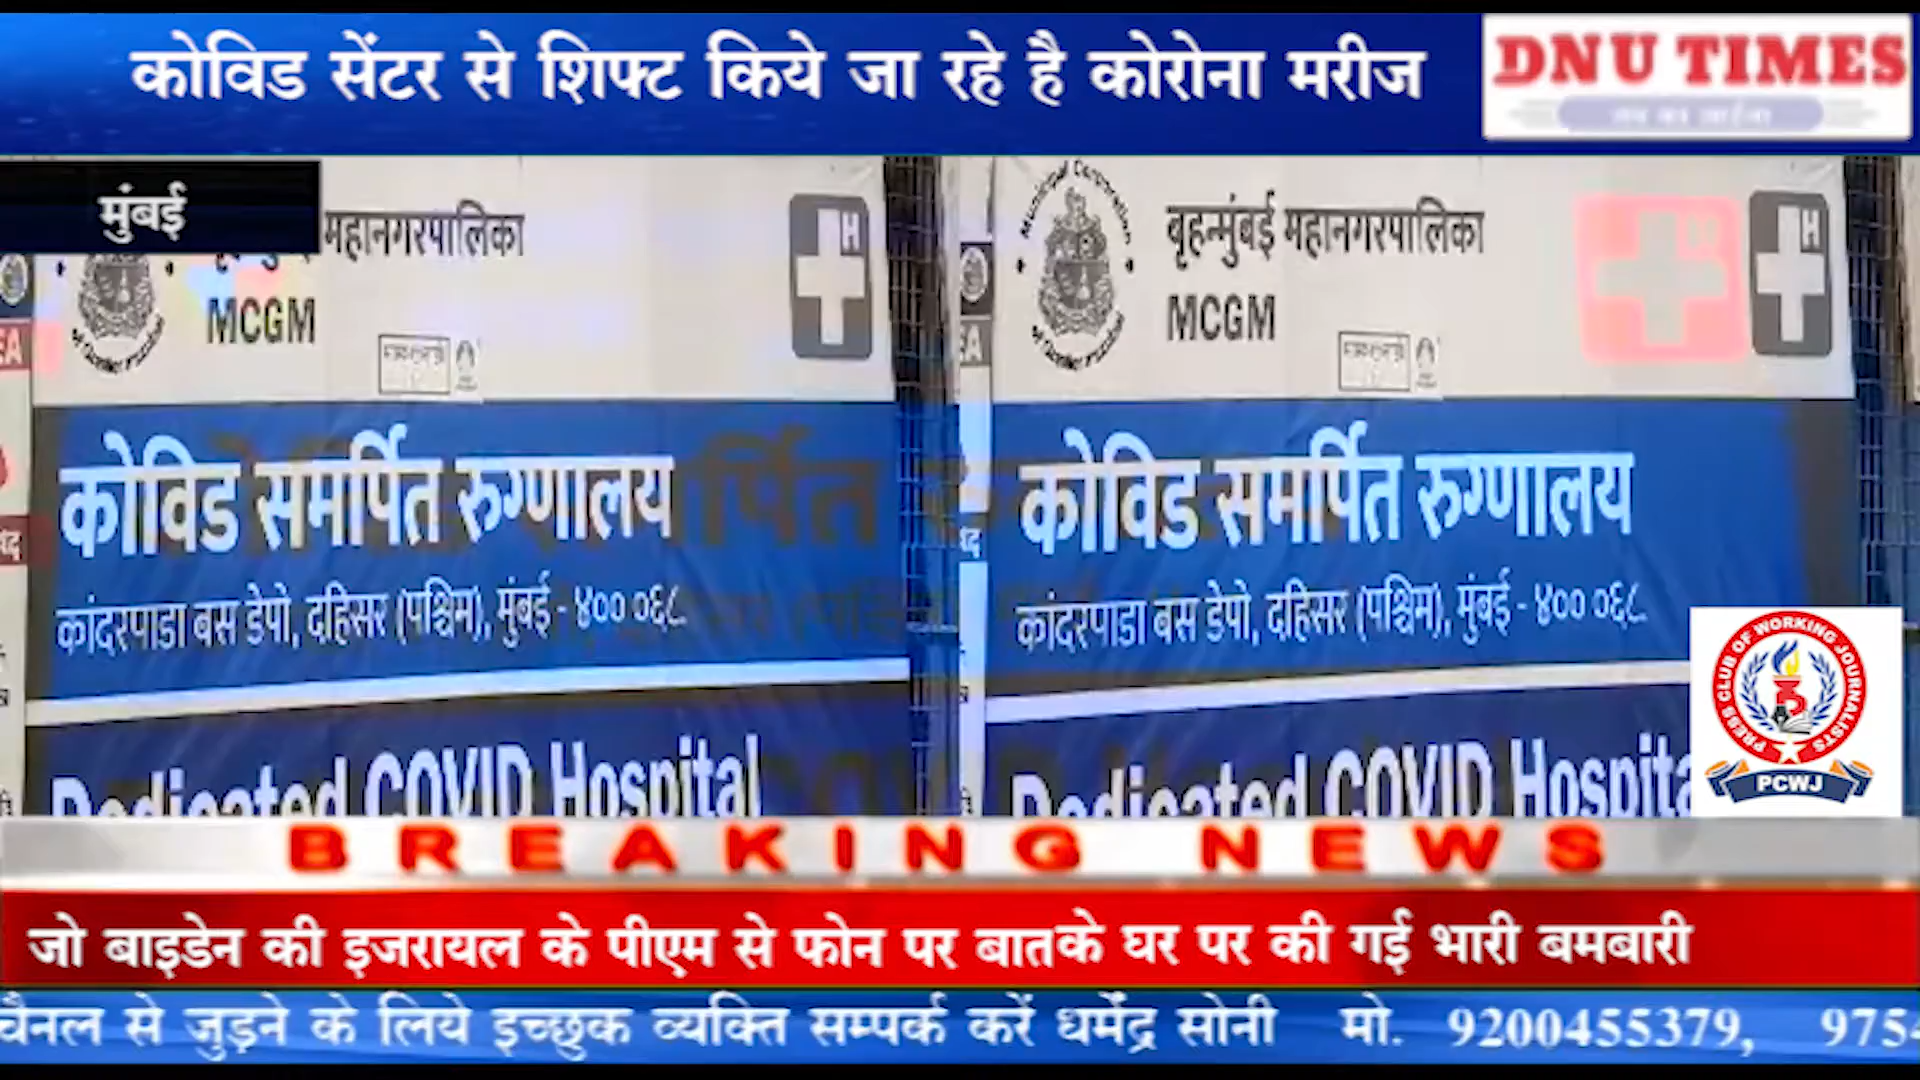 कोविड सेंटर से शिफ्ट किये जा रहे है कोरोना मरीज
DNU TIMES
मुंबई
महानगरपालिका
MCGM
H
कोविड समर्पित रुग्णालय
कांदरपाडा बस डेपो, दहिसर (पश्चिम), मुंबई - ४०० ०६८.
Dedicated COVID Hospital
Municipal Corporation
बृहन्मुंबई महानगरपालिका
MCGM
H
कोविड समर्पित रुग्णालय
कांदरपाडा बस डेपो, दहिसर (पश्चिम), मुंबई - ४०० ०६८.
Dedicated COVID Hospita
PRESS CLUB OF WORKING JOURNALISTS
PCWJ
BREAKING NEWS
जो बाइडेन की इजरायल के पीएम से फोन पर बातके घर पर की गई भारी बमबारी
चैनल से जुड़ने के लिये इच्छुक व्यक्ति सम्पर्क करें धर्मेंद्र सोनी मो. 9200455379, 975